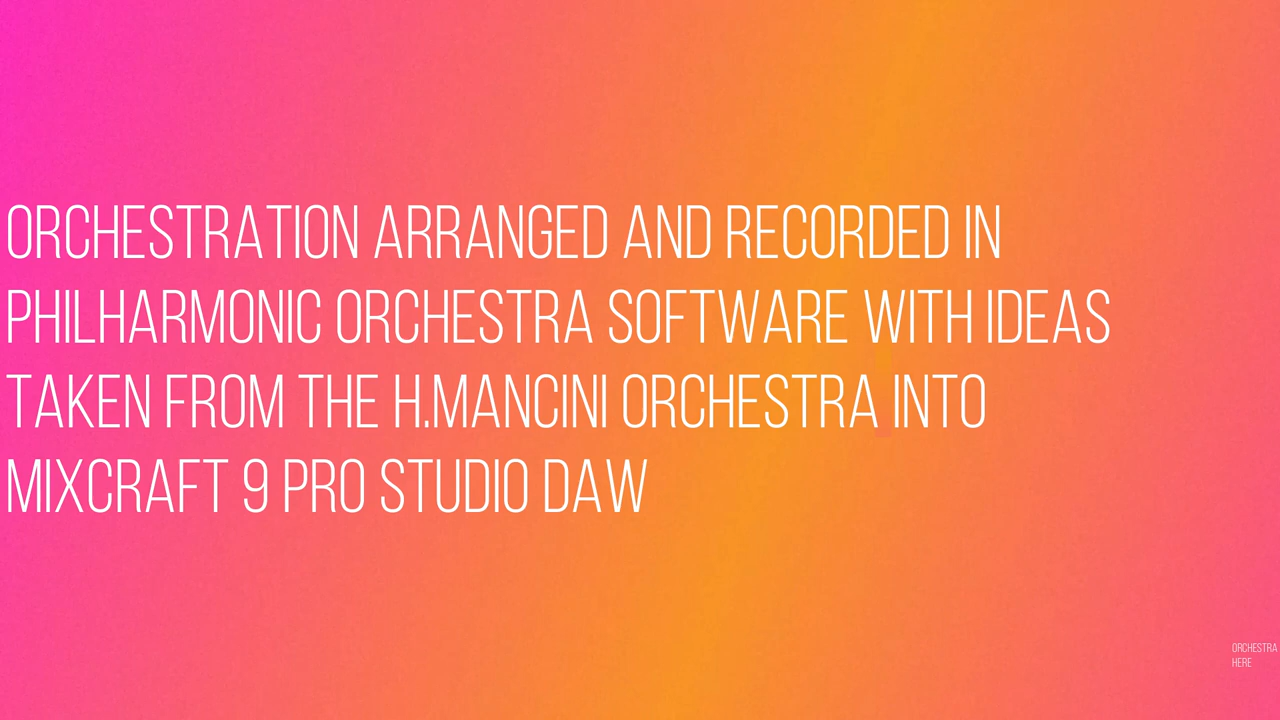 ORCHESTRATION ARRANGED AND RECORDED IN
PHILHARMONIC ORCHESTRA SOFTWARE WITH IDEAS
TAKEN FROM THE H.MANCINI ORCHESTRA INTO
MIXCRAFT 9 PRO STUDIO DAW
ORCHESTRA
HERE